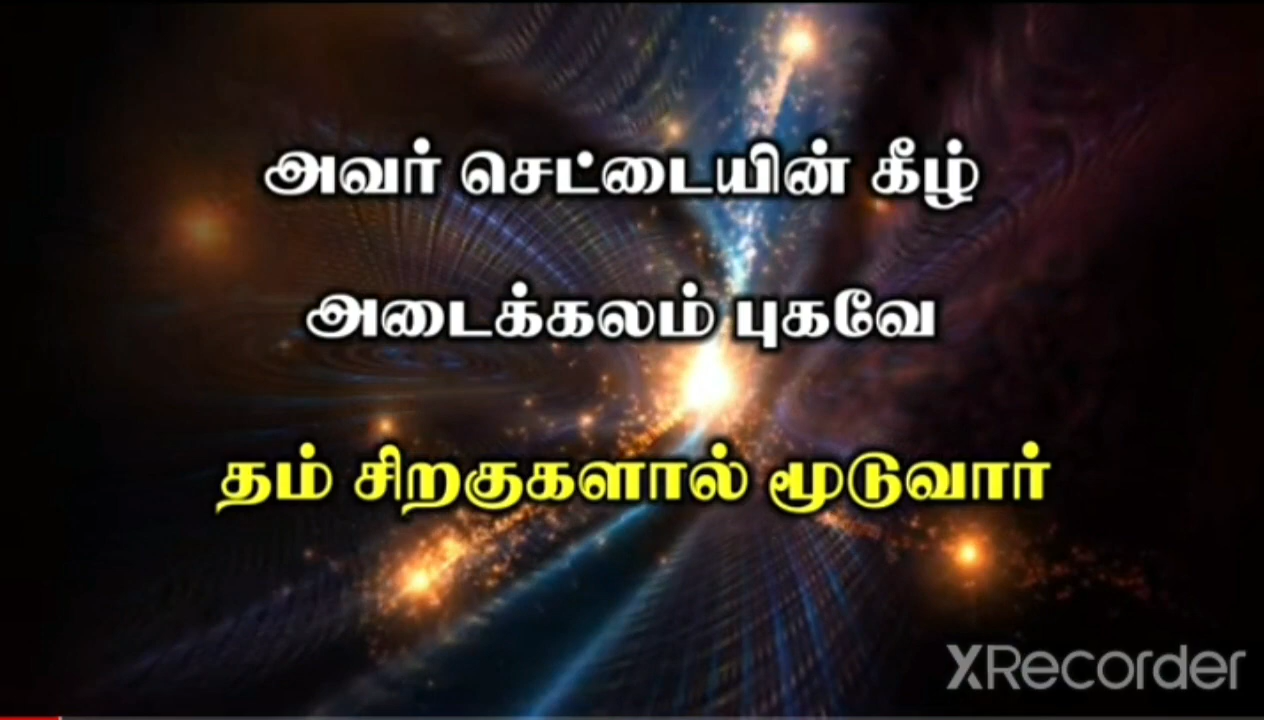 அவர் செட்டையின் கீழ்
அடைக்கலம் புகவே
தம் சிறகுகளால் மூடுவார்
XRecorder